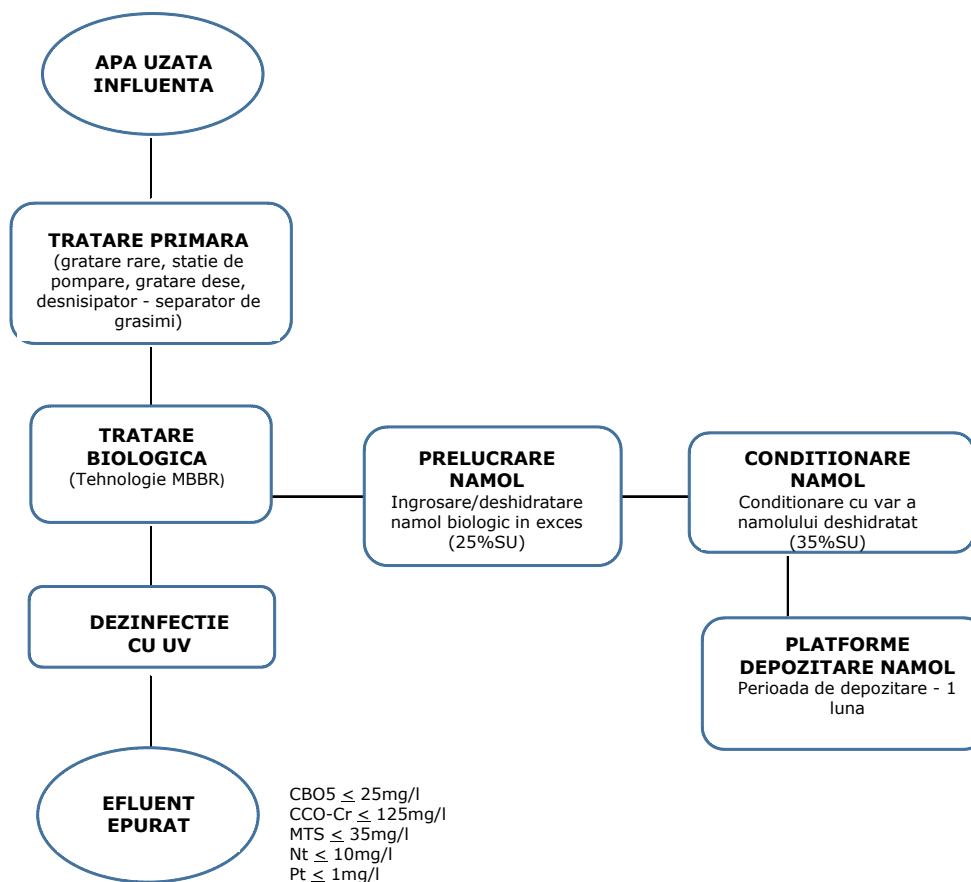 APA UZATA
INFLUENTA
TRATARE PRIMARA
(gratare rare, statie de
pompare, gratare dese,
desnisipator - separator de
grasimi)
TRATARE
BIOLOGICA
(Tehnologie MBBR)
PRELUCRARE
NAMOL
Ingrosare/deshidratare
namol biologic in exces
(25%SU)
CONDITIONARE
NAMOL
Conditionare cu var a
namolului deshidratat
(35%SU)
DEZINFECTIE
CU UV
PLATFORME
DEPOZITARE NAMOL
Perioada de depozitare - 1
luna
EFLUENT
EPURAT
CBO5 ≤ 25mg/l
CCO-Cr ≤ 125mg/l
MTS ≤ 35mg/l
Nt ≤ 10mg/l
Pt ≤ 1mg/l